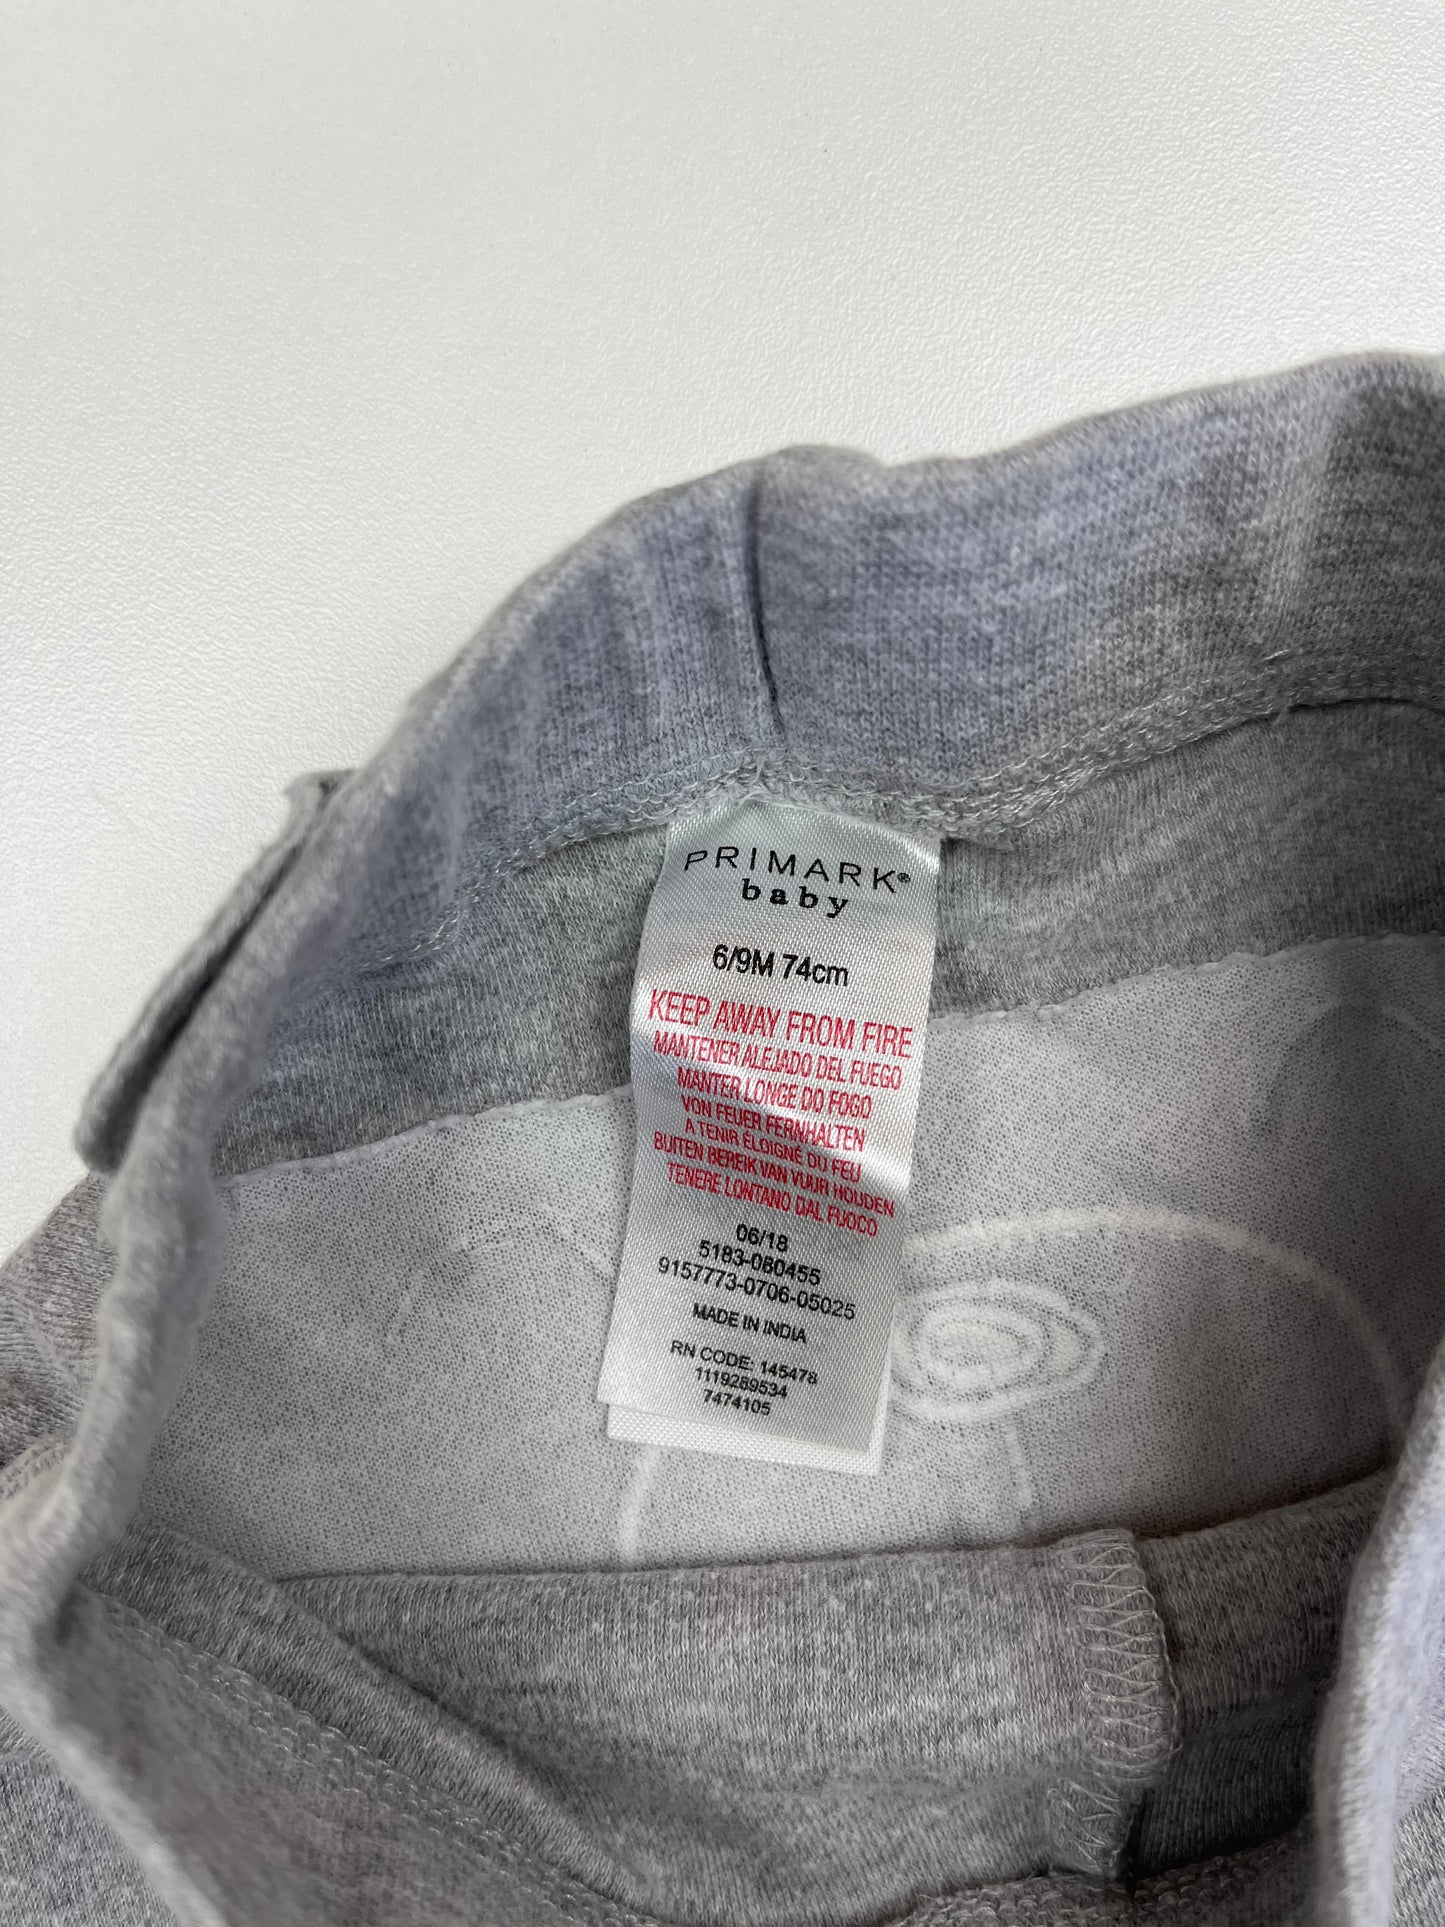 PRIMARK®
baby
6/9M 74cm
KEEP AWAY FROM FIRE
MANTENER ALEJADO DEL FUEGO
MANTER LONGE DO FOGO
VON FEUER FERNHALTEN
A TENIR ÉLOIGNÉ DU FEU
BUITEN BEREIK VAN VUUR HOUDEN
TENERE LONTANO DAL FUOCO
06/18
5183-060455
9157773-0706-05025
MADE IN INDIA
RN CODE: 145478
1119289534
7474105